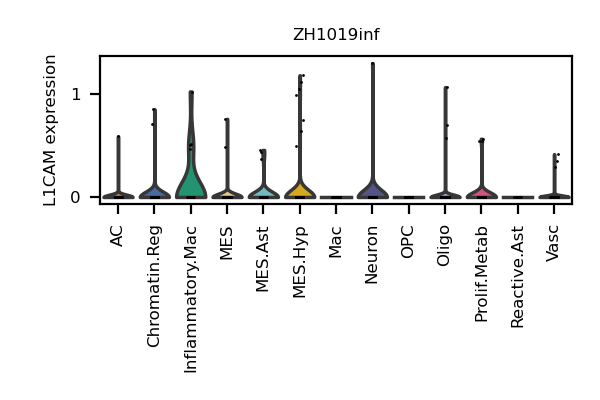 ZH1019inf
L1CAM expression
1
0
AC
Chromatin.Reg
Inflammatory.Mac
MES
MES.Ast
MES.Hyp
Mac
Neuron
OPC
Oligo
Prolif.Metab
Reactive.Ast
Vasc